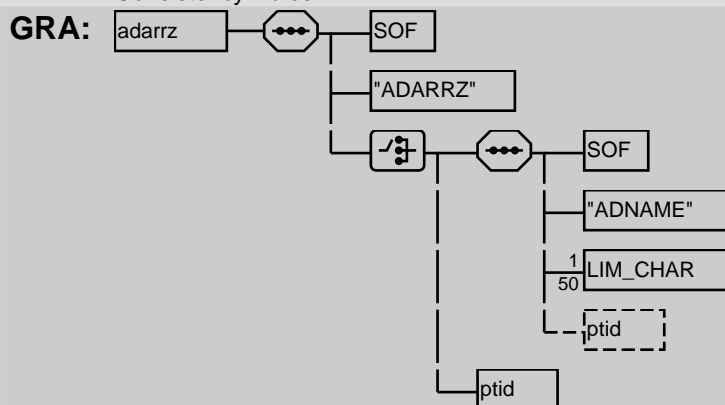 GRA: adarrz SOF
"ADARRZ"
SOF
"ADNAME"
1 LIM_CHAR
50
ptid
ptid